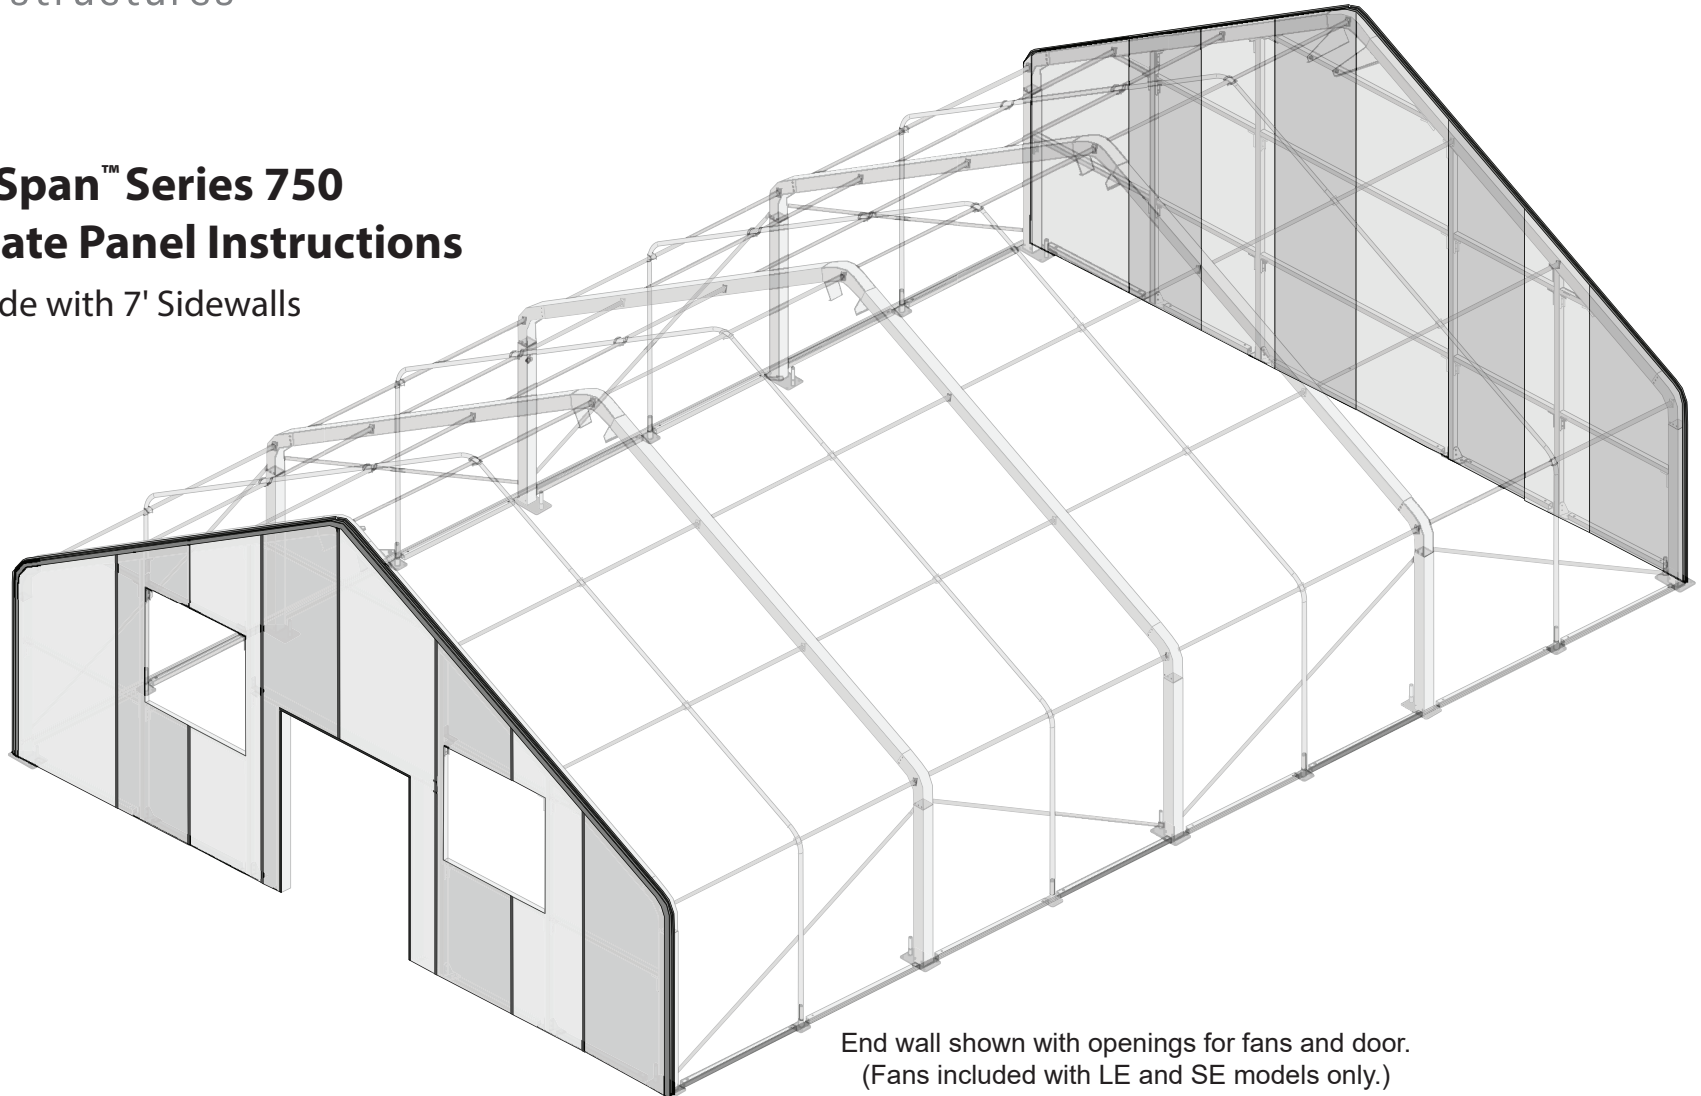 structures
Span™ Series 750
ate Panel Instructions
de with 7' Sidewalls
End wall shown with openings for fans and door.
(Fans included with LE and SE models only.)